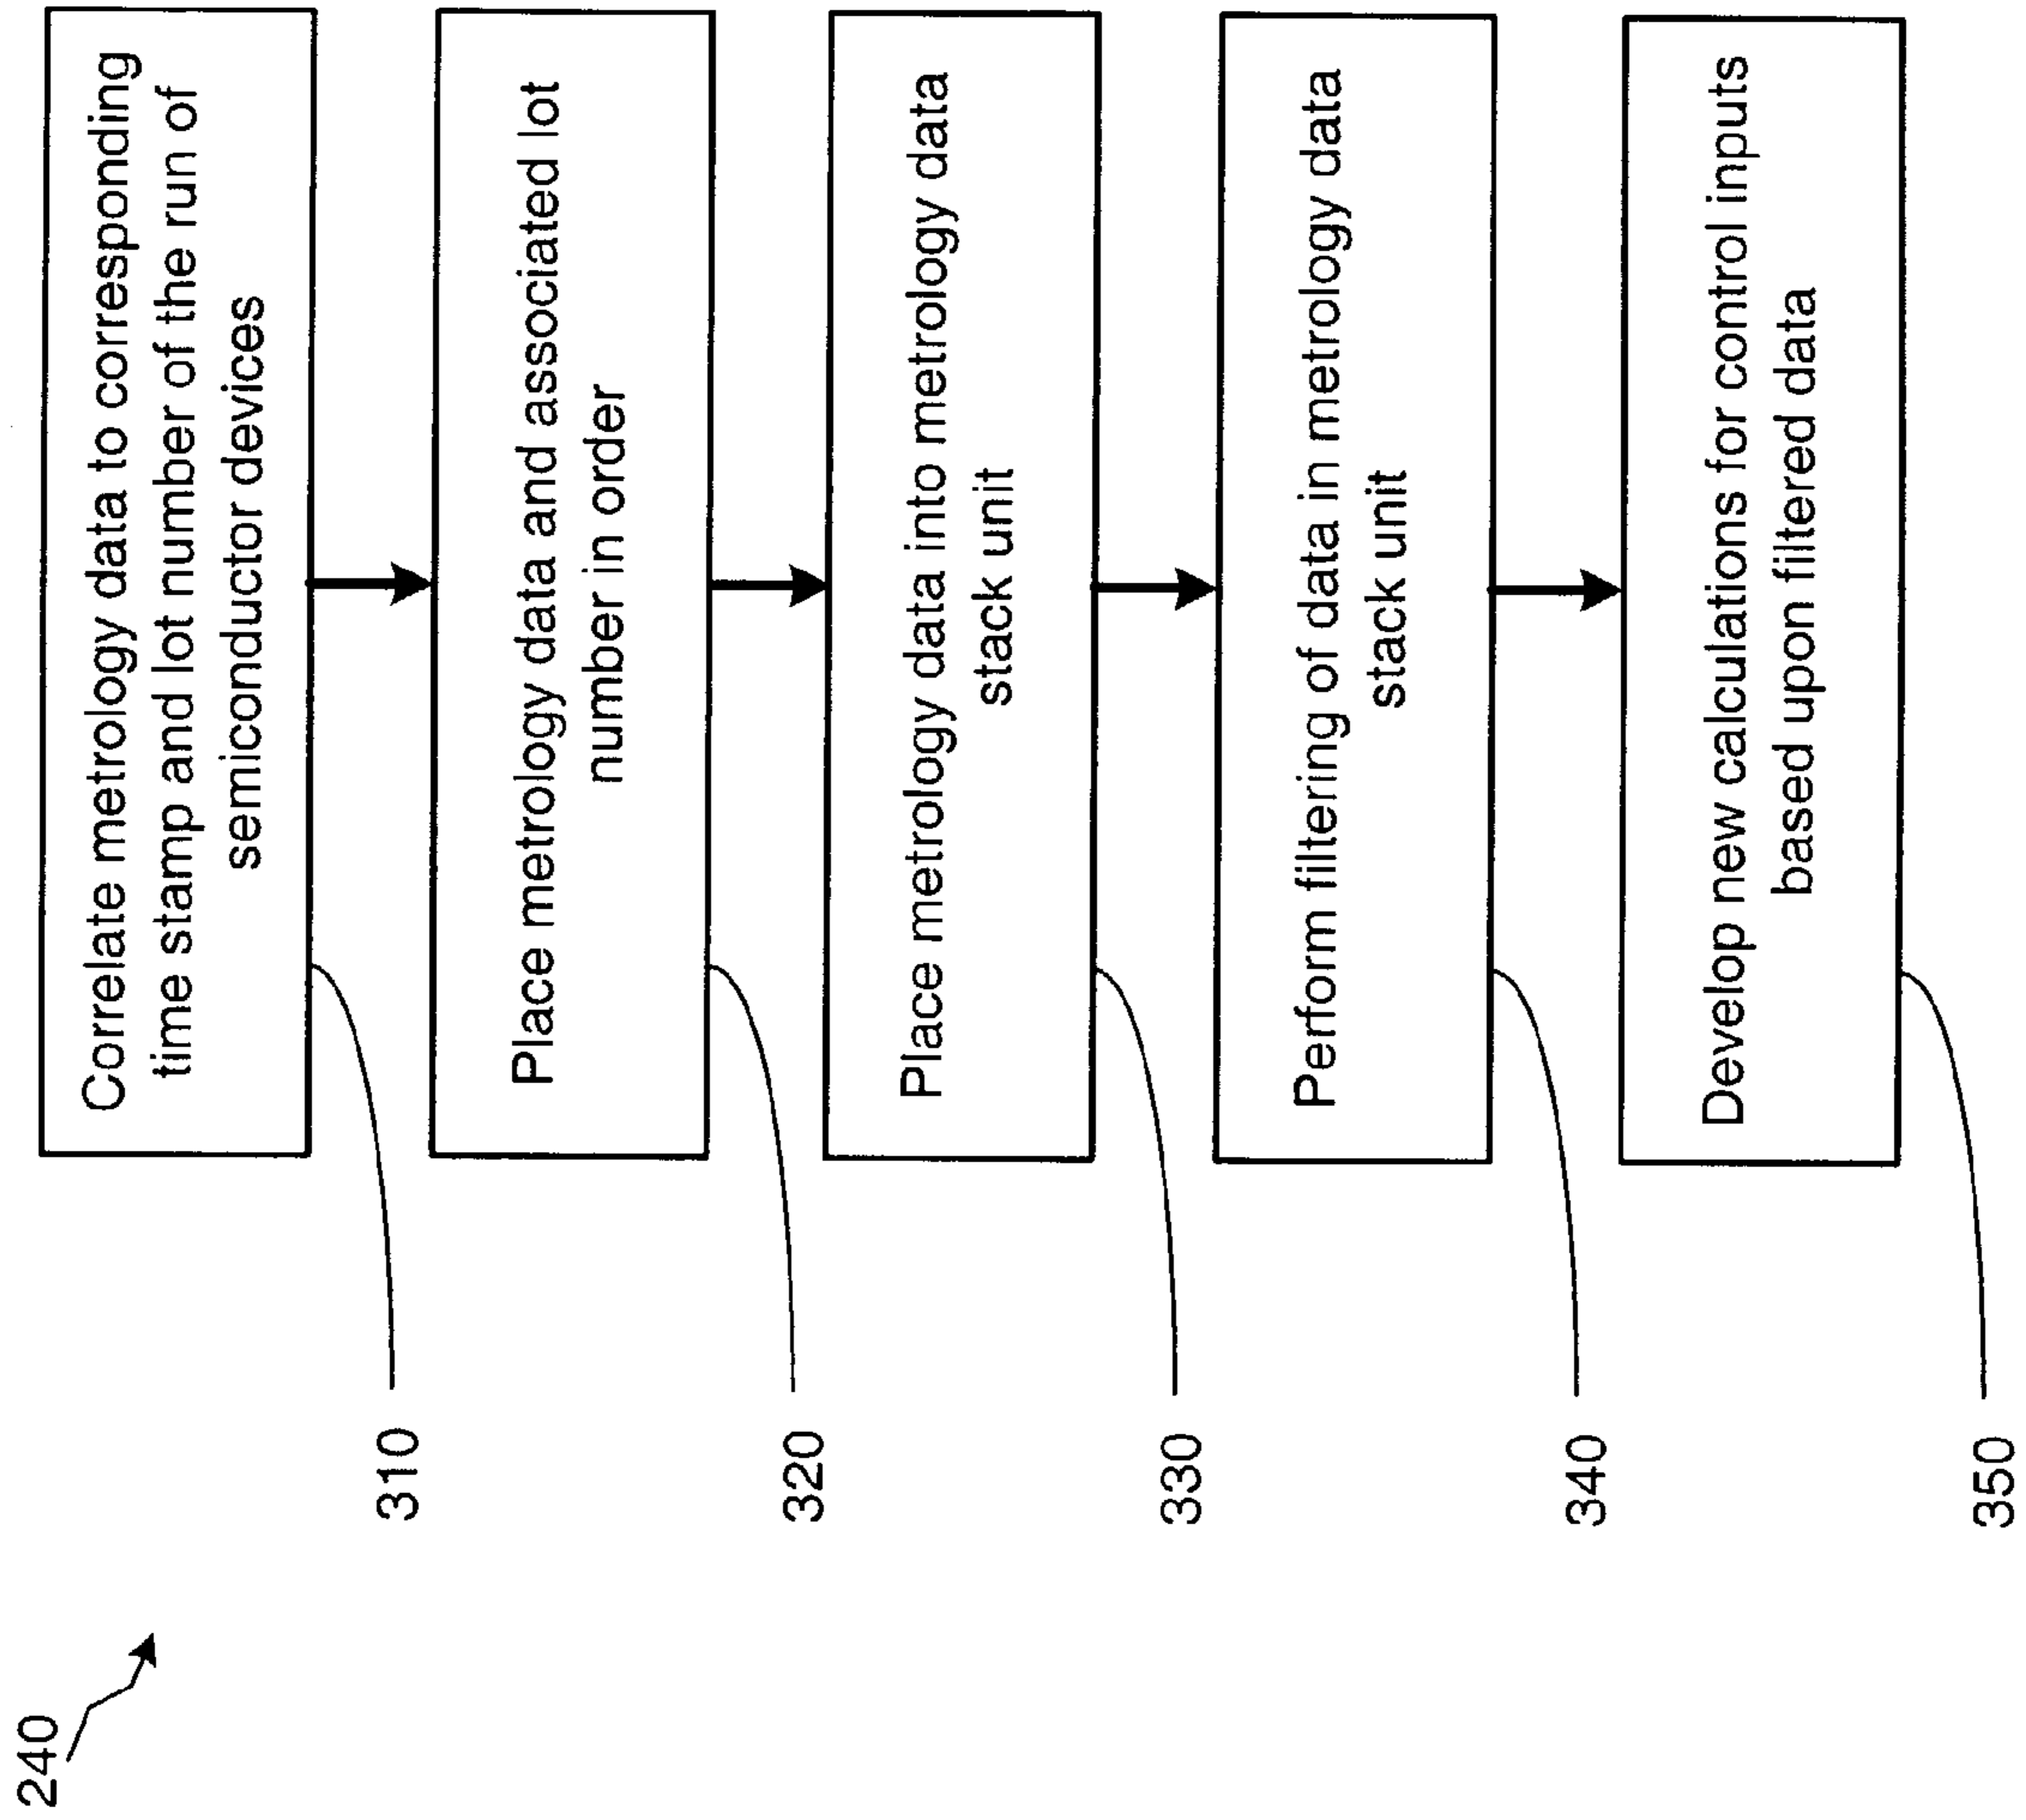 240
Correlate metrology data to corresponding
time stamp and lot number of the run of
semiconductor devices
310
Place metrology data and associated lot
number in order
320
Place metrology data into metrology data
stack unit
330
Perform filtering of data in metrology data
stack unit
340
Develop new calculations for control inputs
based upon filtered data
350